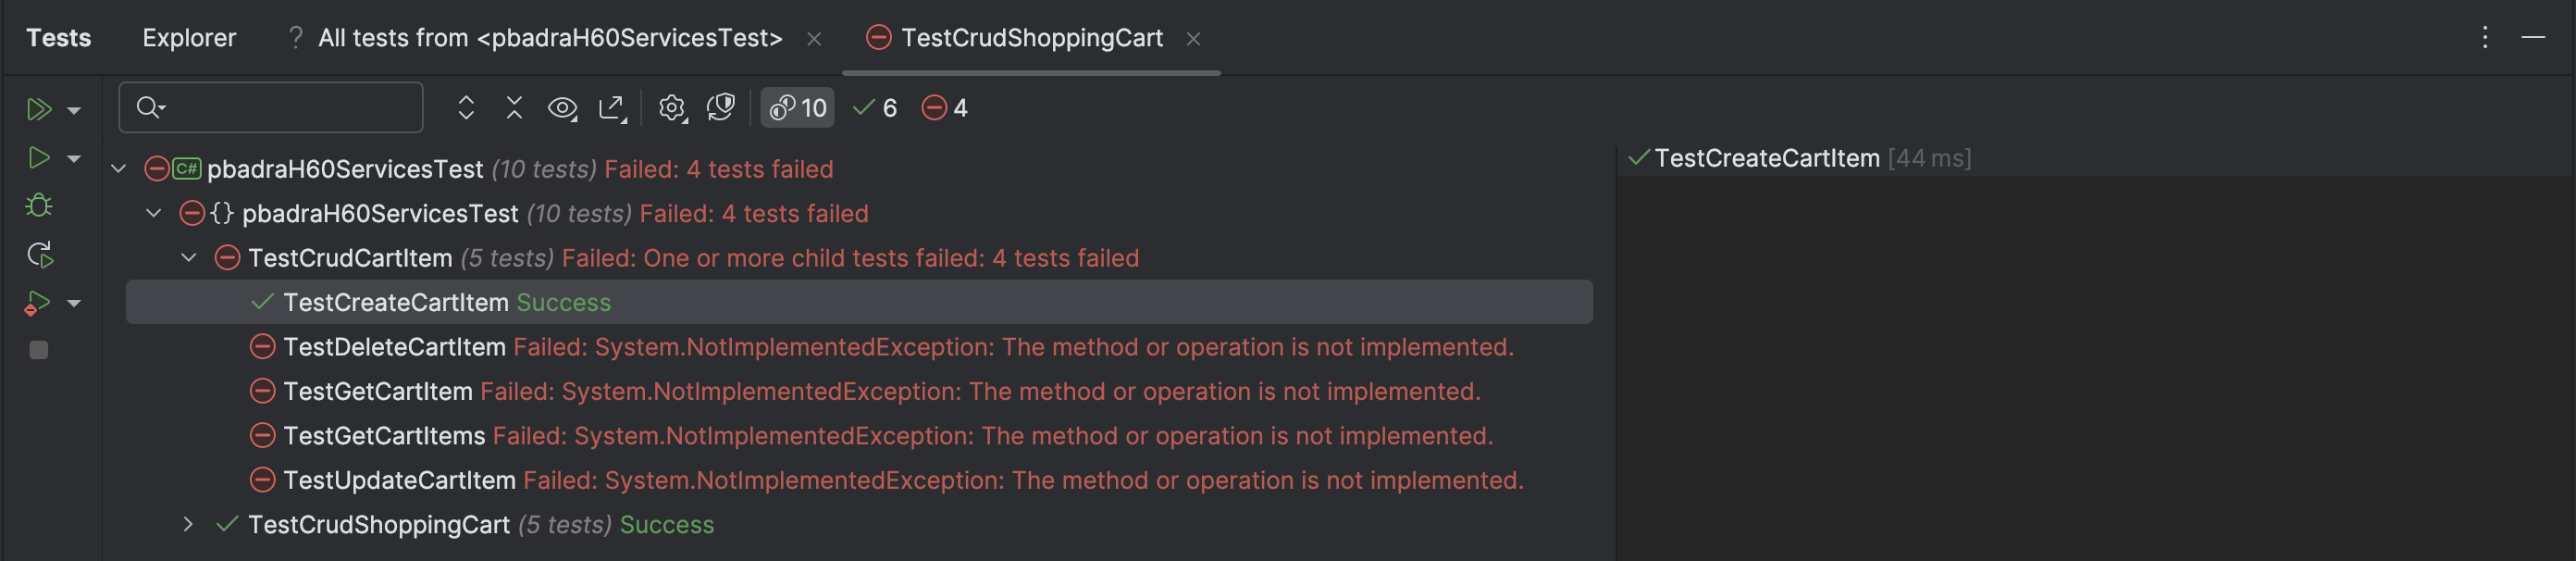 Tests Explorer ? All tests from <pbadraH60ServicesTest> × TestCrudShoppingCart ×
10 6 4
C# pbadraH60ServicesTest (10 tests) Failed: 4 tests failed
{} pbadraH60ServicesTest (10 tests) Failed: 4 tests failed
TestCrudCartItem (5 tests) Failed: One or more child tests failed: 4 tests failed
TestCreateCartItem Success
TestDeleteCartItem Failed: System.NotImplementedException: The method or operation is not implemented.
TestGetCartItem Failed: System.NotImplementedException: The method or operation is not implemented.
TestGetCartItems Failed: System.NotImplementedException: The method or operation is not implemented.
TestUpdateCartItem Failed: System.NotImplementedException: The method or operation is not implemented.
TestCrudShoppingCart (5 tests) Success
TestCreateCartItem [44 ms]